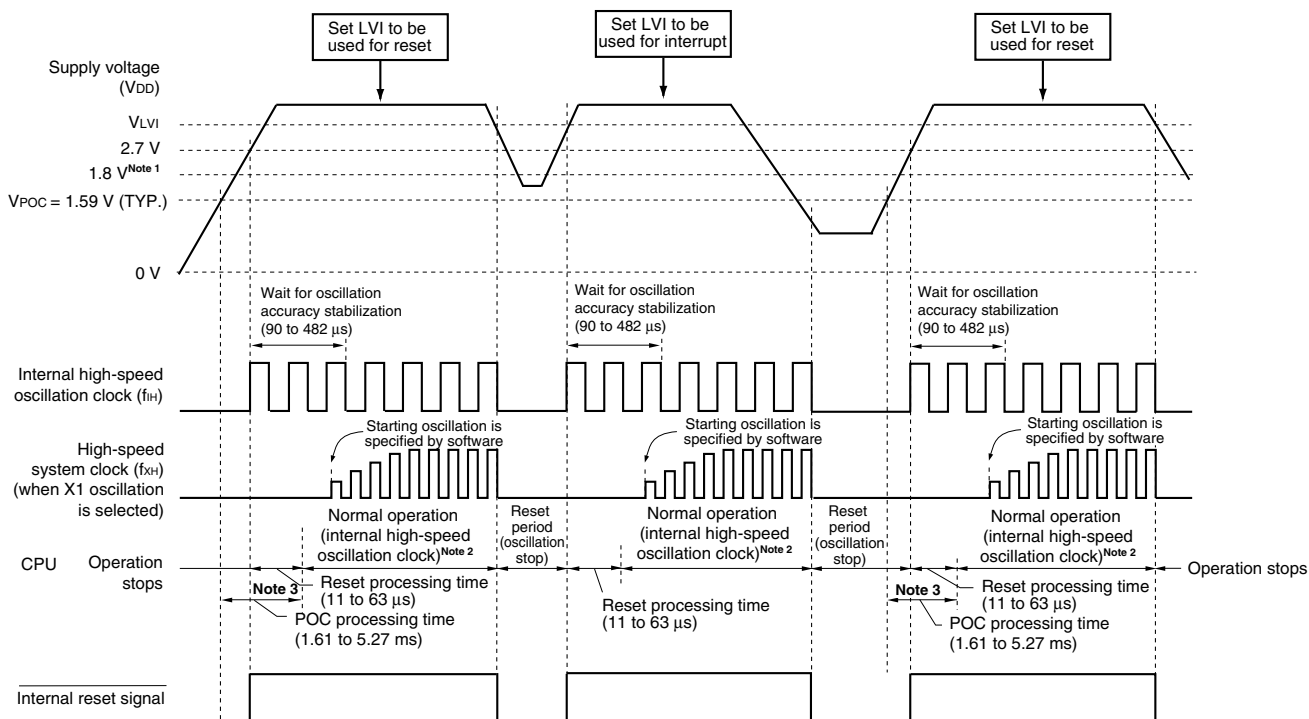 Set LVI to be
used for reset
Set LVI to be
used for interrupt
Set LVI to be
used for reset
Supply voltage
(VDD)
VLVI
2.7 V
1.8 V Note 1
VPOC = 1.59 V (TYP.)
0 V
Wait for oscillation
accuracy stabilization
(90 to 482 μs)
Wait for oscillation
accuracy stabilization
(90 to 482 μs)
Wait for oscillation
accuracy stabilization
(90 to 482 μs)
Internal high-speed
oscillation clock (fIH)
Starting oscillation is
specified by software
Starting oscillation is
specified by software
Starting oscillation is
specified by software
High-speed
system clock (fXH)
(when X1 oscillation
is selected)
Normal operation
(internal high-speed
oscillation clock)Note 2
Reset
period
(oscillation
stop)
Normal operation
(internal high-speed
oscillation clock)Note 2
Reset
period
(oscillation
stop)
Normal operation
(internal high-speed
oscillation clock)Note 2
CPU
Operation
stops
Operation stops
Note 3
Reset processing time
(11 to 63 μs)
POC processing time
(1.61 to 5.27 ms)
Reset processing time
(11 to 63 μs)
Note 3
Reset processing time
(11 to 63 μs)
POC processing time
(1.61 to 5.27 ms)
Internal reset signal